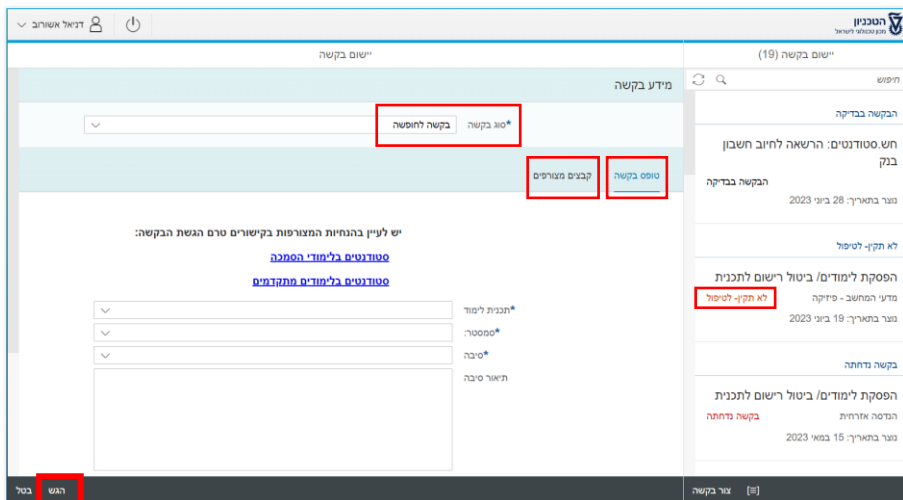 הטכניון
מכון טכנולוגי לישראל
דניאל אשורוב
יישום בקשה (19)
חיפוש
הבקשה בבדיקה
חש.סטודנטים: הרשאה לחיוב חשבון
בנק
הבקשה בבדיקה
נוצר בתאריך: 28 ביוני 2023
לא תקין- לטיפול
הפסקת לימודים/ ביטול רישום לתכנית
מדעי המחשב - פיזיקה
לא תקין- לטיפול
נוצר בתאריך: 19 ביוני 2023
בקשה נדחתה
הפסקת לימודים/ ביטול רישום לתכנית
הנדסה אזרחית
בקשה נדחתה
נוצר בתאריך: 15 במאי 2023
צור בקשה
יישום בקשה
מידע בקשה
*סוג בקשה
בקשה לחופשה
טופס בקשה
קבצים מצורפים
יש לעיין בהנחיות המצורפות בקישורים טרם הגשת הבקשה:
סטודנטים בלימודי הסמכה
סטודנטים בלימודים מתקדמים
*תכנית לימוד
*סמסטר:
*סיבה
תיאור סיבה
הגש
בטל